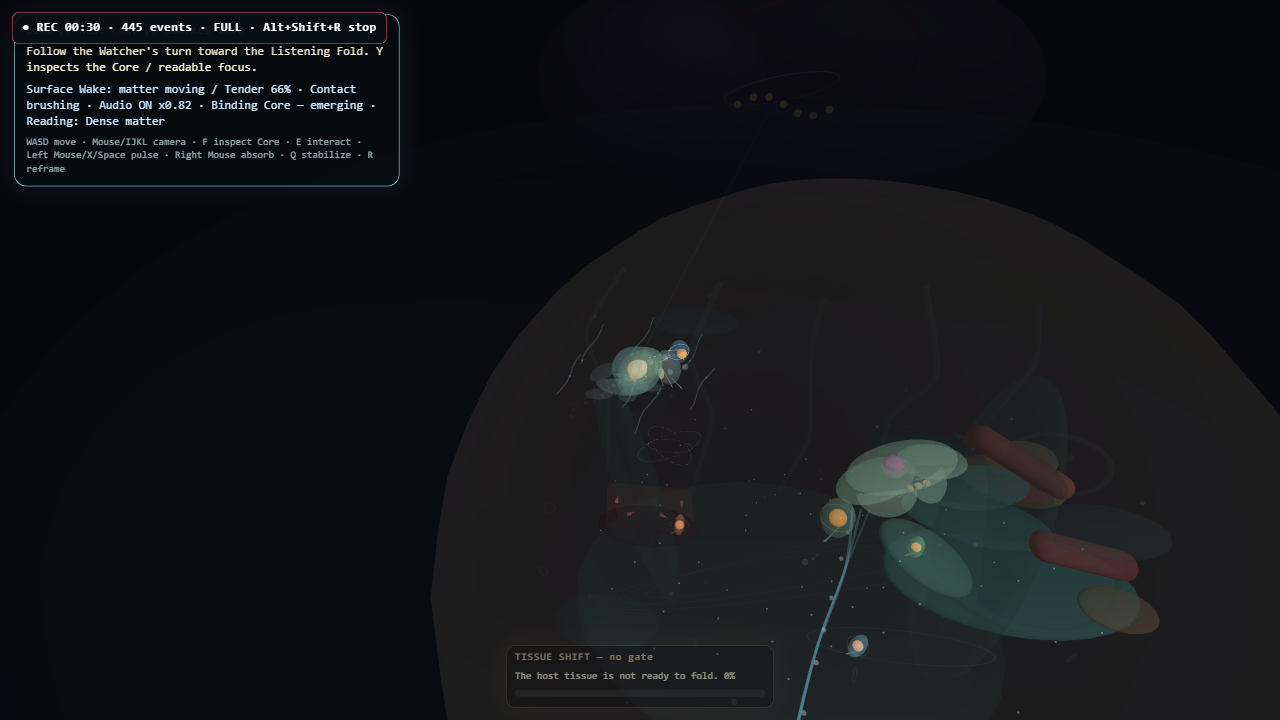 ● REC 00:30 · 445 events · FULL · Alt+Shift+R stop
Follow the Watcher's turn toward the Listening Fold. Y
inspects the Core / readable focus.
Surface Wake: matter moving / Tender 66% · Contact
brushing · Audio ON x0.82 · Binding Core — emerging ·
Reading: Dense matter
WASD move · Mouse/IJKL camera · F inspect Core · E interact ·
Left Mouse/X/Space pulse · Right Mouse absorb · Q stabilize · R
reframe
TISSUE SHIFT — no gate
The host tissue is not ready to fold. 0%